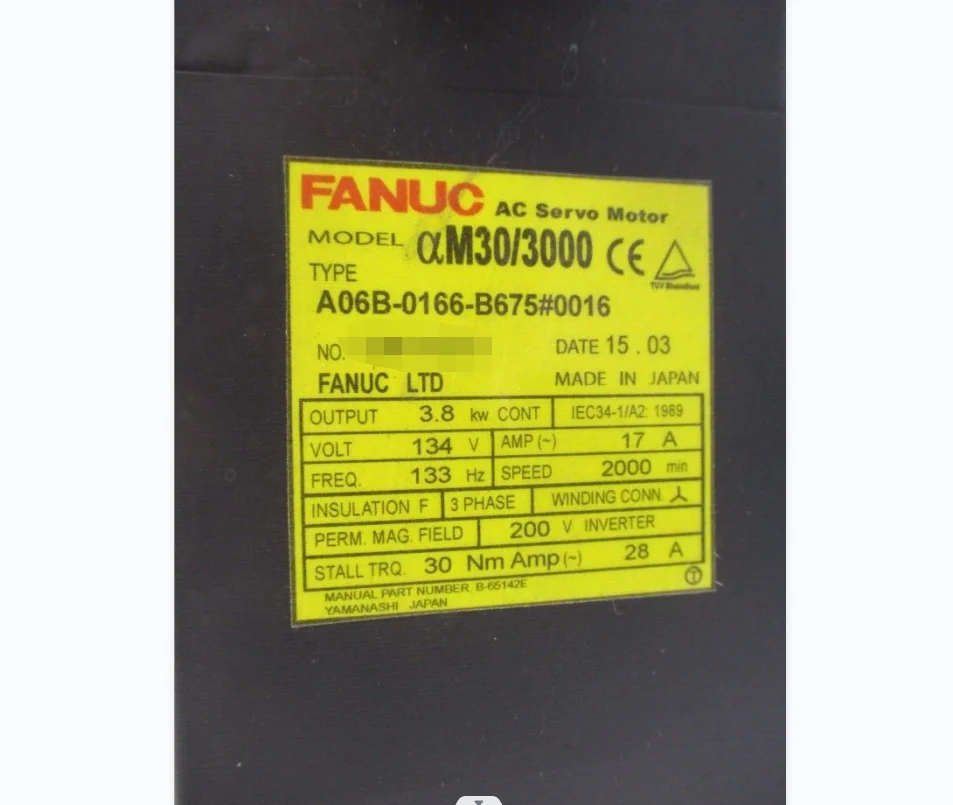 FANUC AC Servo Motor
MODEL αM30/3000 CE
TÜV Rheinland
TYPE
A06B-0166-B675#0016
NO. DATE 15.03
FANUC LTD MADE IN JAPAN
OUTPUT 3.8 kw CONT IEC34-1/A2: 1989
VOLT 134 V AMP(~) 17 A
FREQ. 133 Hz SPEED 2000 min
INSULATION F 3 PHASE WINDING CONN
PERM. MAG. FIELD 200 V INVERTER
STALL TRQ. 30 Nm Amp(~) 28 A
MANUAL PART NUMBER, B-65142E
YAMANASHI JAPAN